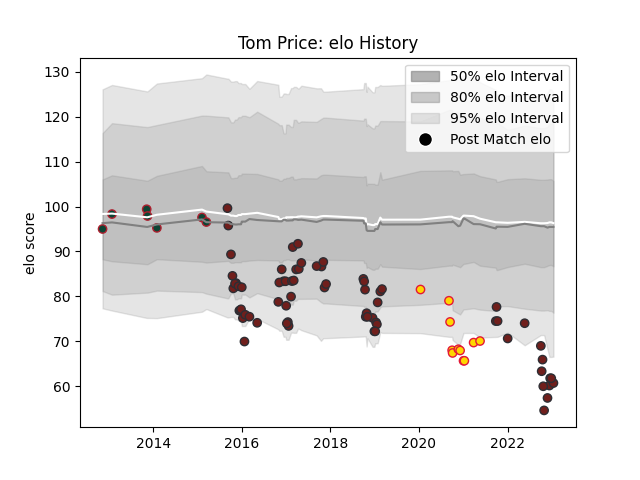 Tom Price: elo History
130
120
110
100
90
80
70
60
elo score
50% elo Interval
80% elo Interval
95% elo Interval
Post Match elo
2014
2016
2018
2020
2022